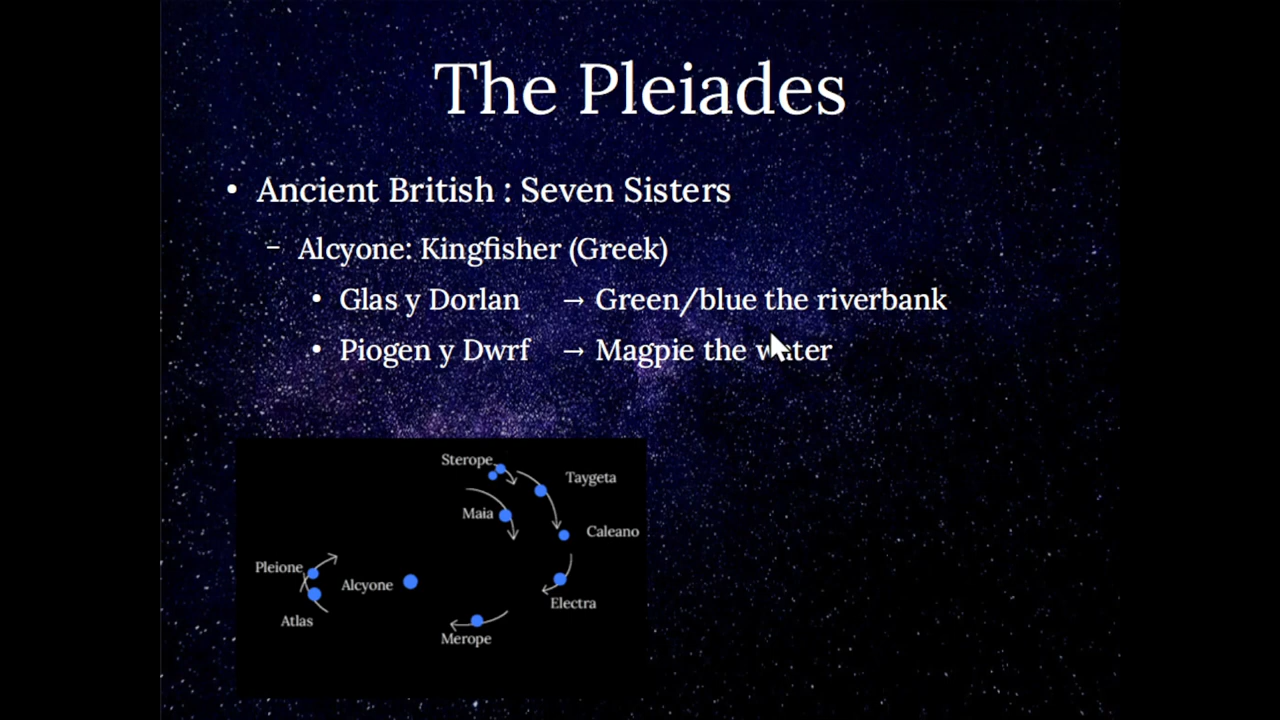 The Pleiades
• Ancient British : Seven Sisters
– Alcyone: Kingfisher (Greek)
• Glas y Dorlan → Green/blue the riverbank
• Piogen y Dwrf → Magpie the water
Sterope
Taygeta
Maia
Caleano
Pleione
Alcyone
Electra
Atlas
Merope